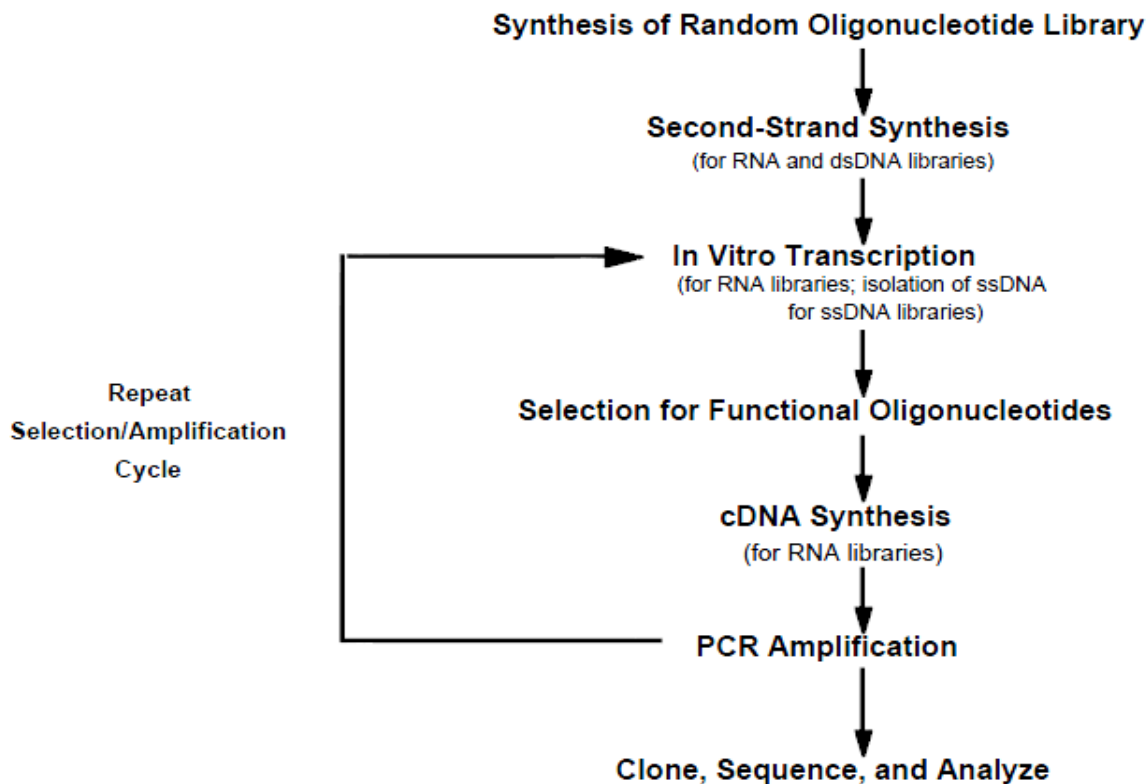 Synthesis of Random Oligonucleotide Library
Second-Strand Synthesis
(for RNA and dsDNA libraries)
In Vitro Transcription
(for RNA libraries; isolation of ssDNA
for ssDNA libraries)
Repeat
Selection/Amplification
Cycle
Selection for Functional Oligonucleotides
cDNA Synthesis
(for RNA libraries)
PCR Amplification
Clone, Sequence, and Analyze